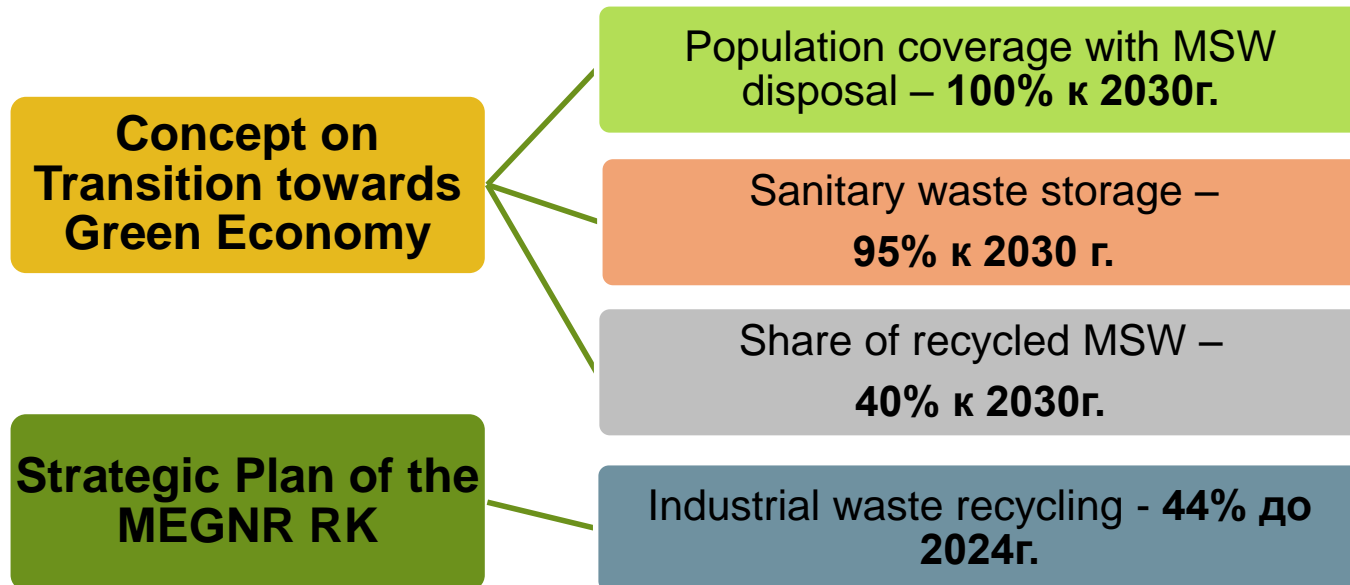 Concept on
Transition towards
Green Economy
Population coverage with MSW
disposal – 100% к 2030г.
Sanitary waste storage –
95% к 2030 г.
Share of recycled MSW –
40% к 2030г.
Strategic Plan of the
MEGNR RK
Industrial waste recycling - 44% до
2024г.